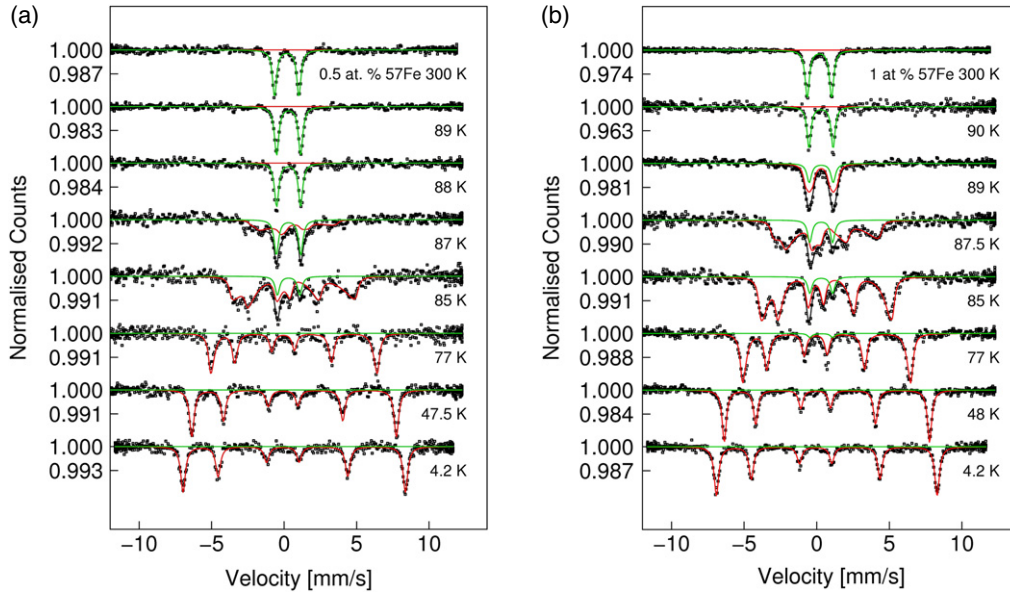 (a)
1.000
0.987
0.5 at. % 57Fe 300 K
1.000
0.983
89 K
1.000
0.984
88 K
1.000
0.992
87 K
1.000
0.991
85 K
1.000
0.991
77 K
1.000
0.991
47.5 K
1.000
0.993
4.2 K
Normalised Counts
−10 −5 0 5 10
Velocity [mm/s]
(b)
1.000
0.974
1 at % 57Fe 300 K
1.000
0.963
90 K
1.000
0.981
89 K
1.000
0.990
87.5 K
1.000
0.991
85 K
1.000
0.988
77 K
1.000
0.984
48 K
1.000
0.987
4.2 K
Normalised Counts
−10 −5 0 5 10
Velocity [mm/s]